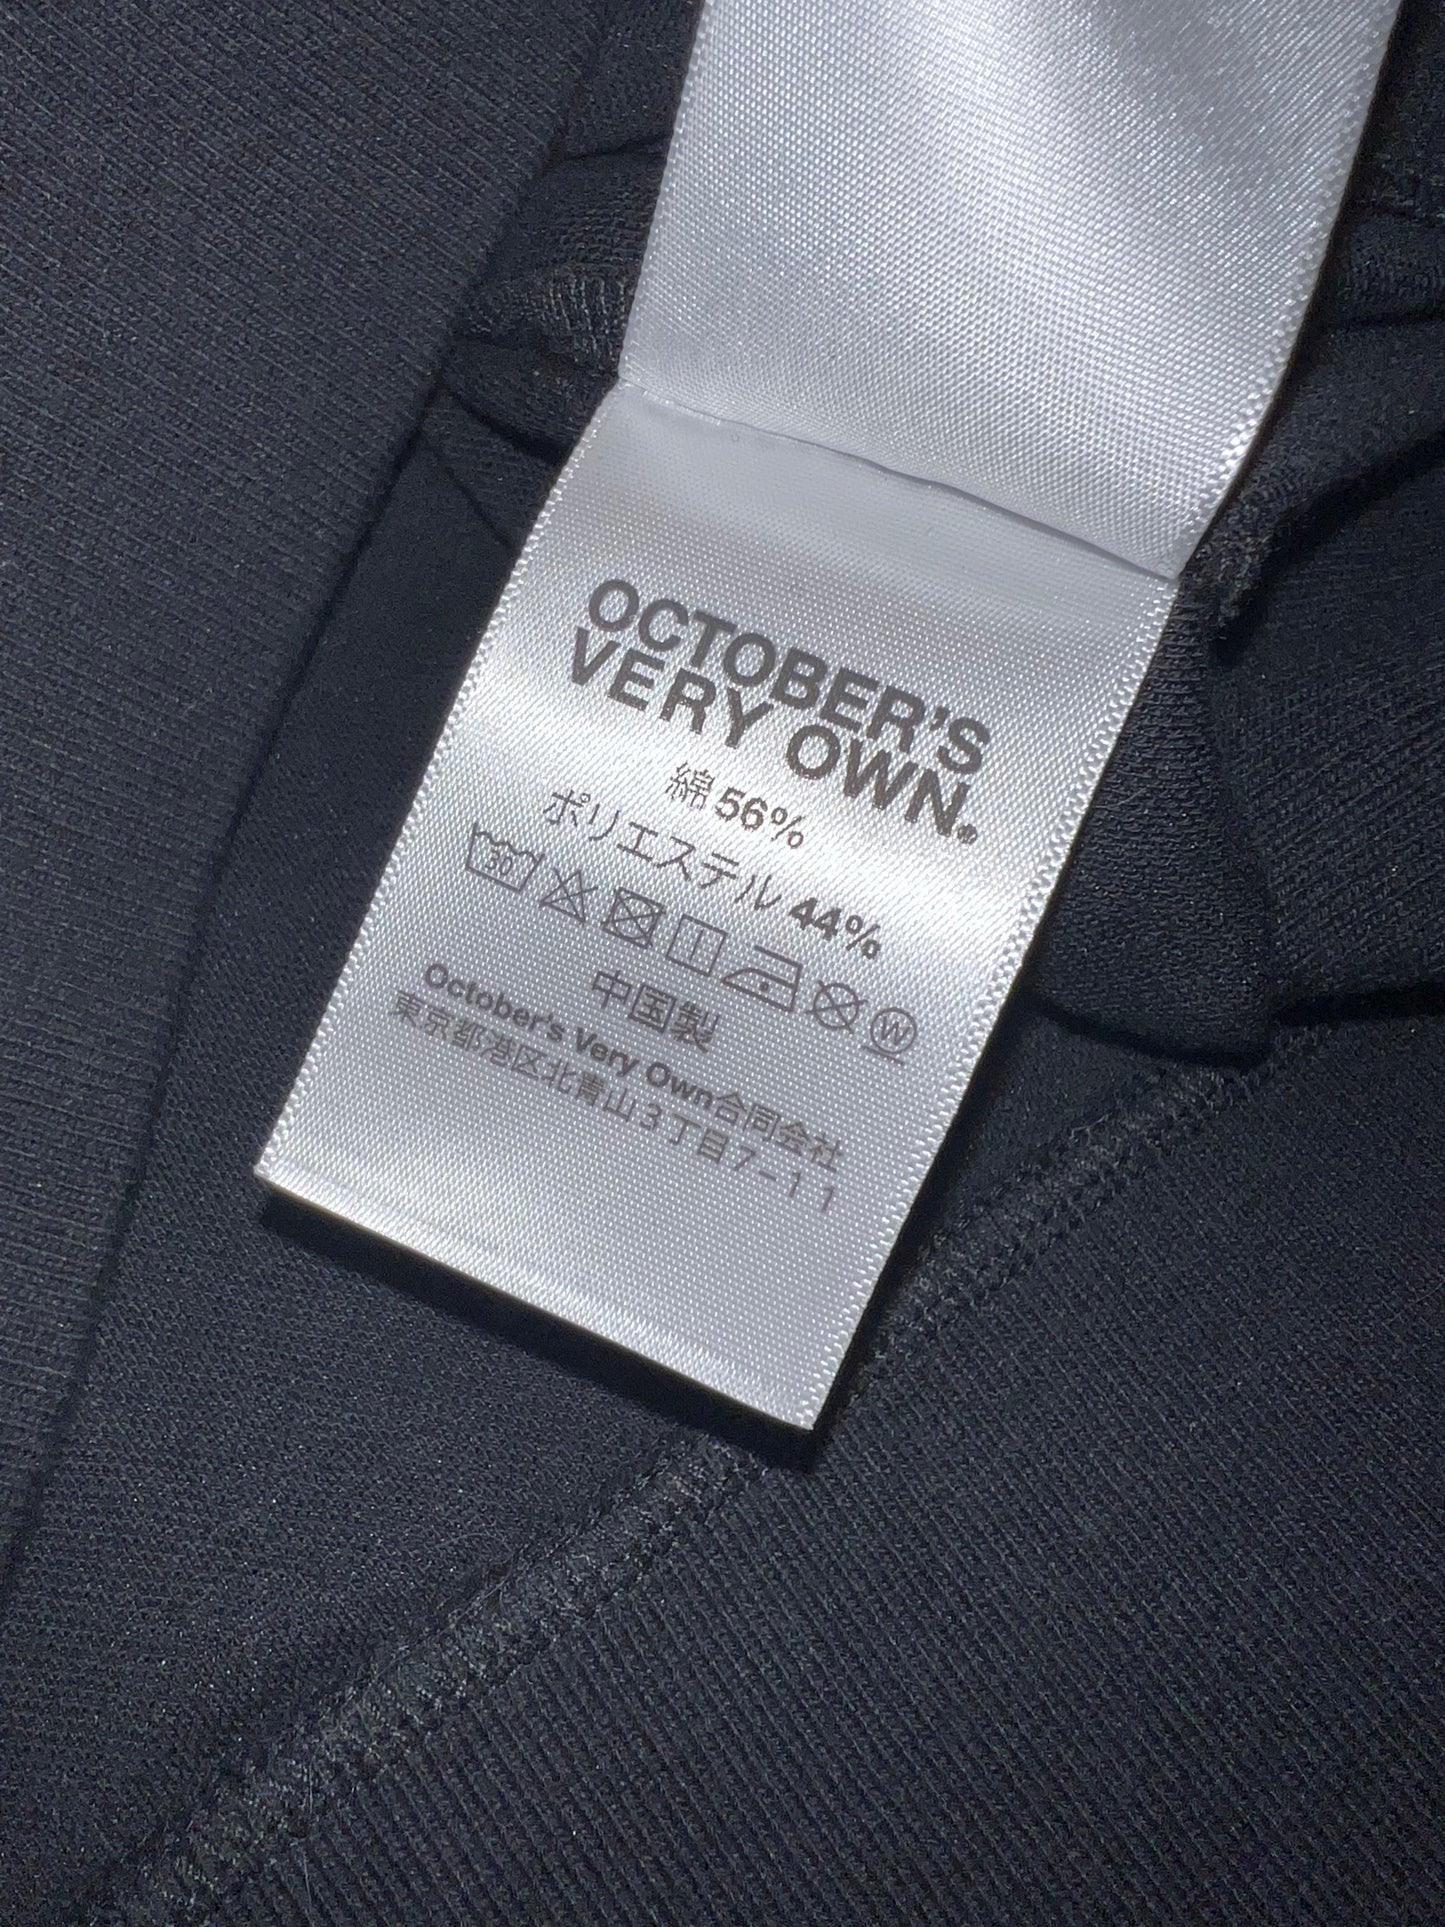 OCTOBER'S
VERY OWN.®
綿 56%
ポリエステル 44%
30
W
中国製
October's Very Own合同会社
東京都港区北青山3丁目7-11